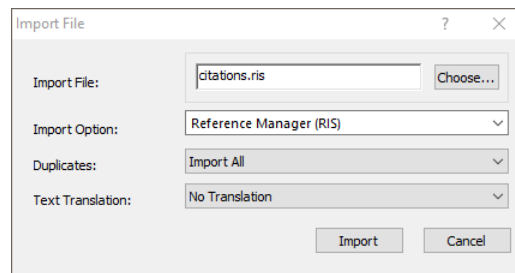 Import File
? ×
Import File: citations.ris Choose...
Import Option: Reference Manager (RIS)
Duplicates: Import All
Text Translation: No Translation
Import Cancel